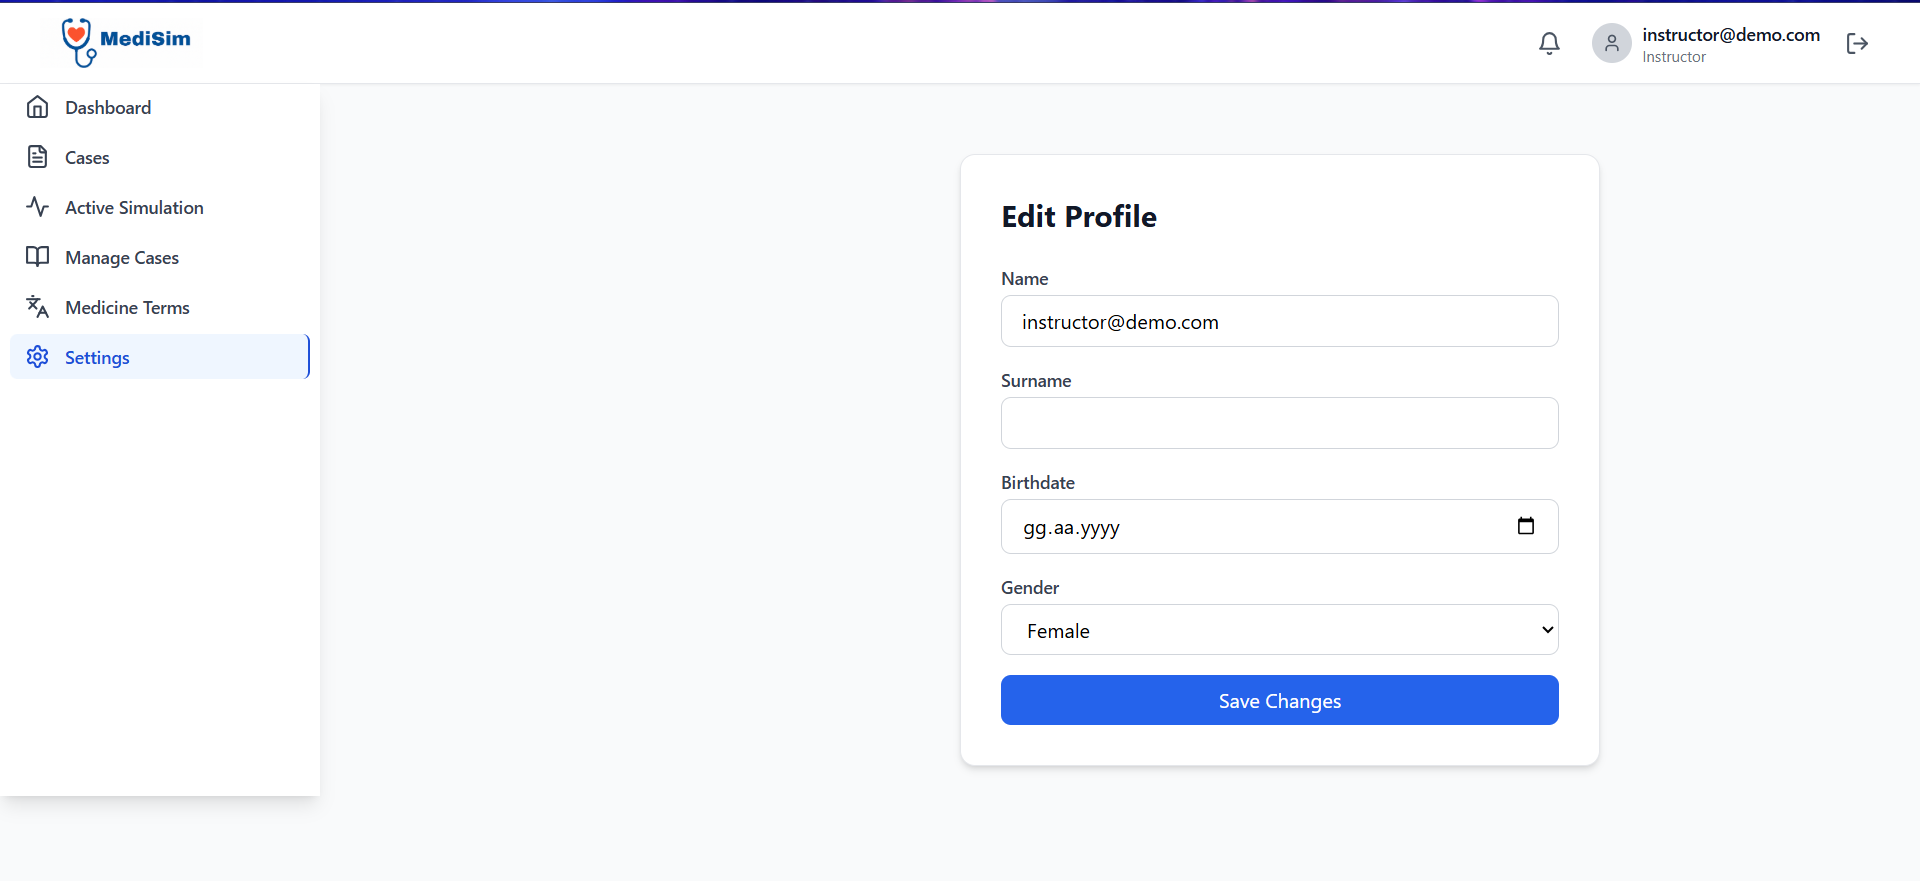 MediSim
instructor@demo.com
Instructor
Dashboard
Cases
Active Simulation
Manage Cases
Medicine Terms
Settings
Edit Profile
Name
instructor@demo.com
Surname
Birthdate
gg.aa.yyyy
Gender
Female
Save Changes